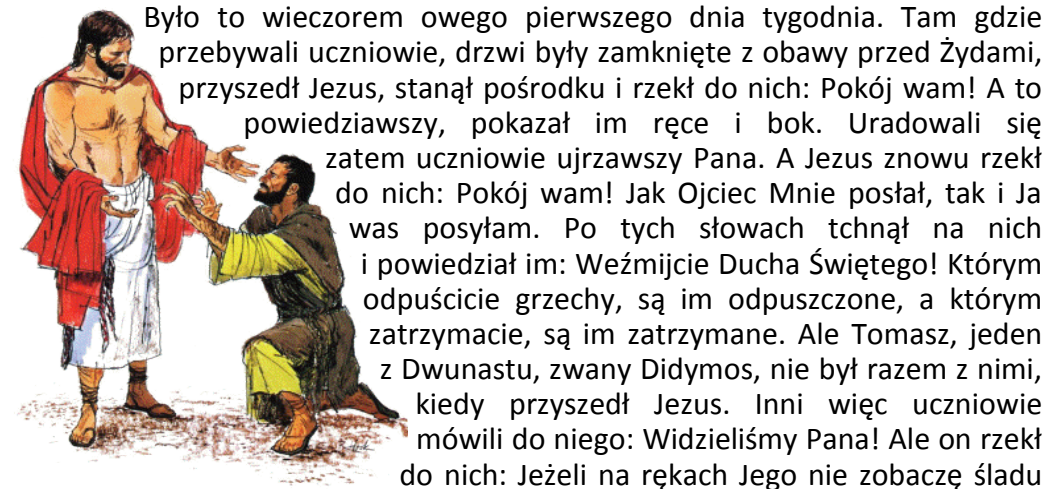 Było to wieczorem owego pierwszego dnia tygodnia. Tam gdzie
przebywali uczniowie, drzwi były zamknięte z obawy przed Żydami,
przyszedł Jezus, stanął pośrodku i rzekł do nich: Pokój wam! A to
powiedziawszy, pokazał im ręce i bok. Uradowali się
zatem uczniowie ujrzawszy Pana. A Jezus znowu rzekł
do nich: Pokój wam! Jak Ojciec Mnie posłał, tak i Ja
was posyłam. Po tych słowach tchnął na nich
i powiedział im: Weźmijcie Ducha Świętego! Którym
odpuścicie grzechy, są im odpuszczone, a którym
zatrzymacie, są im zatrzymane. Ale Tomasz, jeden
z Dwunastu, zwany Didymos, nie był razem z nimi,
kiedy przyszedł Jezus. Inni więc uczniowie
mówili do niego: Widzieliśmy Pana! Ale on rzekł
do nich: Jeżeli na rękach Jego nie zobaczę śladu